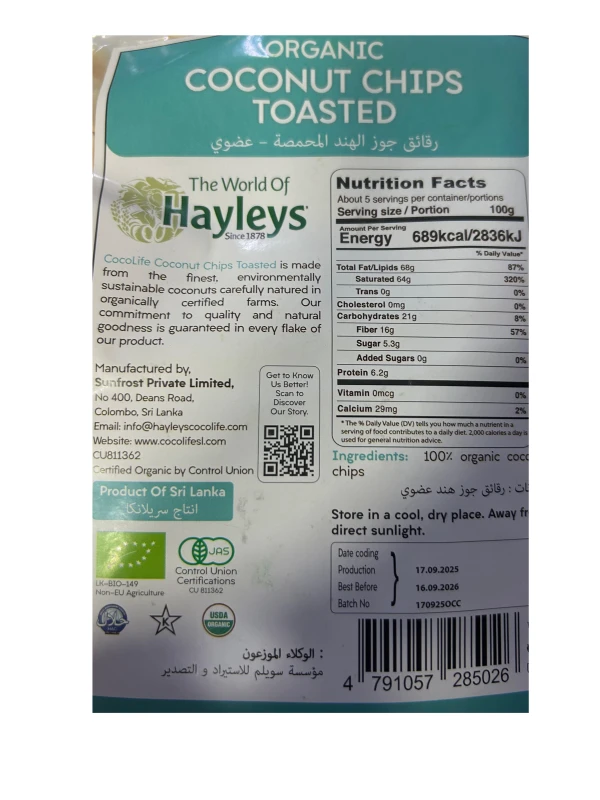 ORGANIC
COCONUT CHIPS
TOASTED
رقائق جوز الهند المحمصة - عضوي
The World Of
Hayleys
Since 1878
CocoLife Coconut Chips Toasted is made
from the finest, environmentally
sustainable coconuts carefully natured in
organically certified farms. Our
commitment to quality and natural
goodness is guaranteed in every flake of
our product.
Manufactured by,
Sunfrost Private Limited,
No 400, Deans Road,
Colombo, Sri Lanka
Email: info@hayleyscocolife.com
Website: www.cocolifesl.com
CU811362
Certified Organic by Control Union
Get to Know
Us Better!
Scan to
Discover
Our Story.
Product Of Sri Lanka
انتاج سريلانكا
LK-BIO-149
Non-EU Agriculture
JAS
Control Union
Certifications
CU 811362
حلال
K
USDA
ORGANIC
الوكلاء الموزعون :
مؤسسة سويلم للاستيراد و التصدير
Nutrition Facts
About 5 servings per container/portions
Serving size / Portion 100g
Amount Per Serving
Energy 689kcal/2836kJ
% Daily Value*
Total Fat/Lipids 68g 87%
Saturated 64g 320%
Trans 0g 0%
Cholesterol 0mg 0%
Carbohydrates 21g 8%
Fiber 16g 57%
Sugar 5.3g
Added Sugars 0g 0%
Protein 6.2g
Vitamin 0mcg 0%
Calcium 29mg 2%
* The % Daily Value (DV) tells you how much a nutrient in a
serving of food contributes to a daily diet. 2,000 calories a day is
used for general nutrition advice.
Ingredients: 100% organic coco
chips
ات : رقائق جوز هند عضوي
Store in a cool, dry place. Away fr
direct sunlight.
Date coding
Production 17.09.2025
Best Before 16.09.2026
Batch No 170925OCC
4 791057 285026